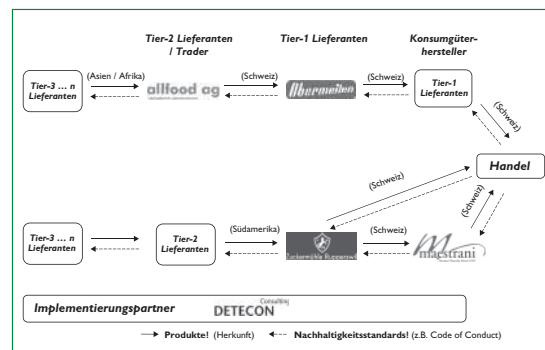 Tier-2 Lieferanten
/ Trader
Tier-1 Lieferanten
Konsumgüter-
hersteller
Tier-3 ... n
Lieferanten
(Asien / Afrika)
allfood ag
(Schweiz)
Obermeilen
(Schweiz)
Tier-1
Lieferanten
(Schweiz)
Handel
(Schweiz)
(Schweiz)
Tier-3 ... n
Lieferanten
Tier-2
Lieferanten
(Südamerika)
Zuckermühle Rupperswil
(Schweiz)
maestrani
Implementierungspartner
Consulting
DETECON
Produkte! (Herkunft)
Nachhaltigkeitsstandards! (z.B. Code of Conduct)